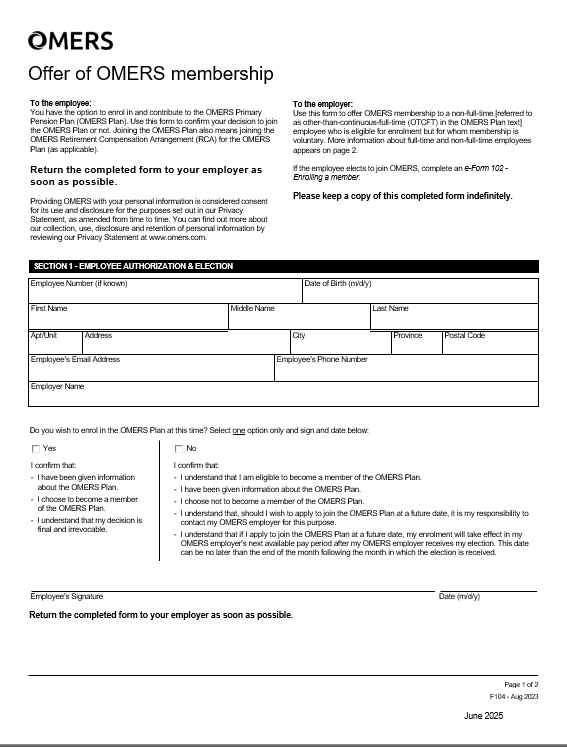 OMERS
Offer of OMERS membership
To the employee:
You have the option to enrol in and contribute to the OMERS Primary
Pension Plan (OMERS Plan). Use this form to confirm your decision to join
the OMERS Plan or not. Joining the OMERS Plan also means joining the
OMERS Retirement Compensation Arrangement (RCA) for the OMERS
Plan (as applicable).
Return the completed form to your employer as
soon as possible.
Providing OMERS with your personal information is considered consent
for its use and disclosure for the purposes set out in our Privacy
Statement, as amended from time to time. You can find out more about
our collection, use, disclosure and retention of personal information by
reviewing our Privacy Statement at www.omers.com.
To the employer:
Use this form to offer OMERS membership to a non-full-time [referred to
as other-than-continuous-full-time (OTCFT) in the OMERS Plan text]
employee who is eligible for enrolment but for whom membership is
voluntary. More information about full-time and non-full-time employees
appears on page 2.
If the employee elects to join OMERS, complete an e-Form 102 -
Enrolling a member.
Please keep a copy of this completed form indefinitely.
SECTION 1 - EMPLOYEE AUTHORIZATION & ELECTION
Employee Number (if known) Date of Birth (m/d/y)
First Name Middle Name Last Name
Apt/Unit Address City Province Postal Code
Employee's Email Address Employee's Phone Number
Employer Name
Do you wish to enrol in the OMERS Plan at this time? Select one option only and sign and date below:
Yes
I confirm that:
- I have been given information
about the OMERS Plan.
- I choose to become a member
of the OMERS Plan.
- I understand that my decision is
final and irrevocable.
No
I confirm that:
- I understand that I am eligible to become a member of the OMERS Plan.
- I have been given information about the OMERS Plan.
- I choose not to become a member of the OMERS Plan.
- I understand that, should I wish to apply to join the OMERS Plan at a future date, it is my responsibility to
contact my OMERS employer for this purpose.
- I understand that if I apply to join the OMERS Plan at a future date, my enrolment will take effect in my
OMERS employer's next available pay period after my OMERS employer receives my election. This date
can be no later than the end of the month following the month in which the election is received.
Employee's Signature Date (m/d/y)
Return the completed form to your employer as soon as possible.
Page 1 of 2
F104 - Aug 2023
June 2025